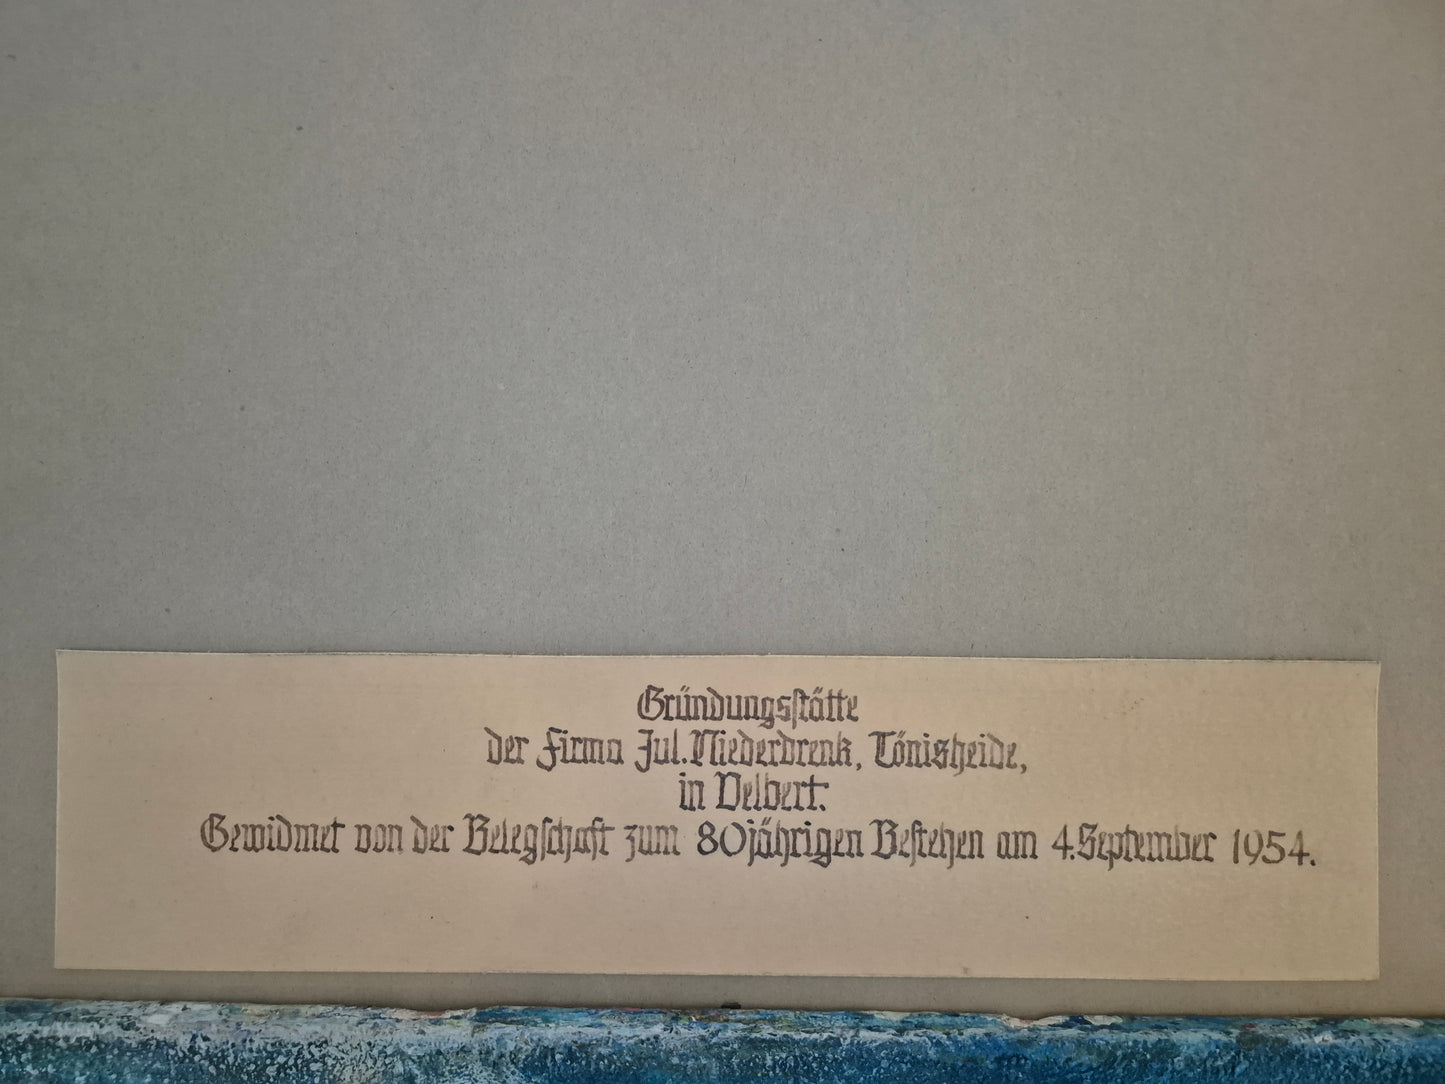 Gründungsstätte
der Firma Jul. Niederdrenk, Tönisheide,
in Velbert.
Gewidmet von der Belegschaft zum 80jährigen Bestehen am 4. September 1954.